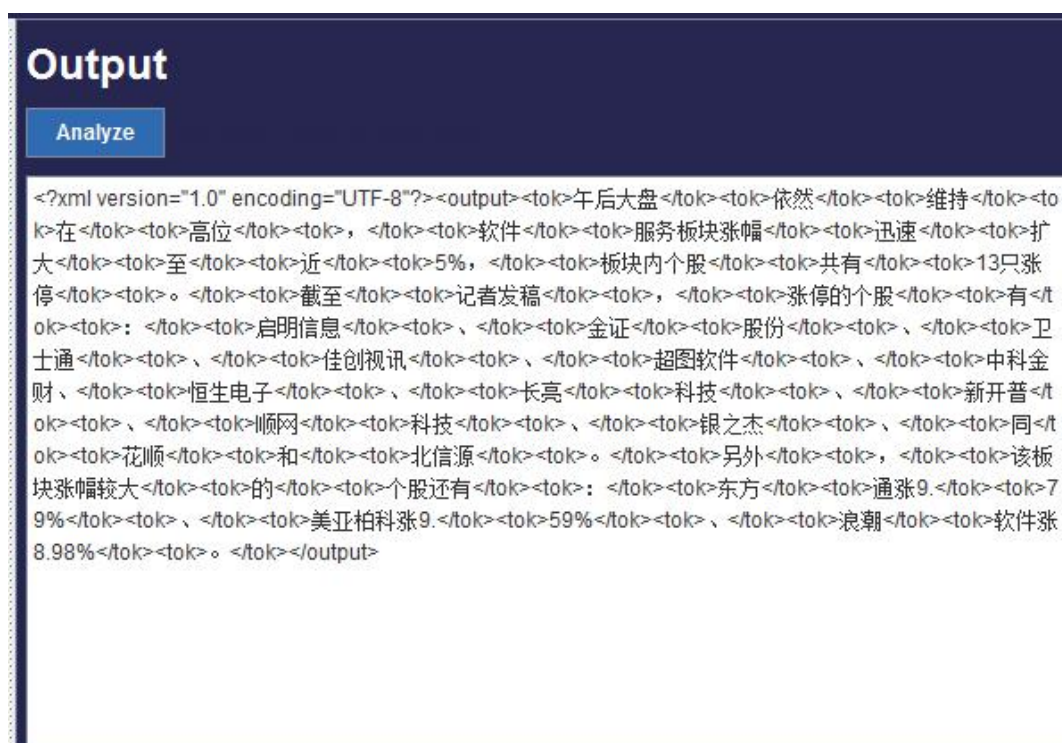 Output
Analyze
<?xml version="1.0" encoding="UTF-8"?><output><tok>午后大盘</tok><tok>依然</tok><tok>维持</tok><to
k>在</tok><tok>高位</tok><tok>，</tok><tok>软件</tok><tok>服务板块涨幅</tok><tok>迅速</tok><tok>扩
大</tok><tok>至</tok><tok>近</tok><tok>5%，</tok><tok>板块内个股</tok><tok>共有</tok><tok>13只涨
停</tok><tok>。</tok><tok>截至</tok><tok>记者发稿</tok><tok>，</tok><tok>涨停的个股</tok><tok>有</t
ok><tok>：</tok><tok>启明信息</tok><tok>、</tok><tok>金证</tok><tok>股份</tok><tok>、</tok><tok>卫
士通</tok><tok>、</tok><tok>佳创视讯</tok><tok>、</tok><tok>超图软件</tok><tok>、</tok><tok>中科金
财、</tok><tok>恒生电子</tok><tok>、</tok><tok>长亮</tok><tok>科技</tok><tok>、</tok><tok>新开普</t
ok><tok>、</tok><tok>顺网</tok><tok>科技</tok><tok>、</tok><tok>银之杰</tok><tok>、</tok><tok>同</t
ok><tok>花顺</tok><tok>和</tok><tok>北信源</tok><tok>。</tok><tok>另外</tok><tok>，</tok><tok>该板
块涨幅较大</tok><tok>的</tok><tok>个股还有</tok><tok>：</tok><tok>东方</tok><tok>通涨9.</tok><tok>7
9%</tok><tok>、</tok><tok>美亚柏科涨9.</tok><tok>59%</tok><tok>、</tok><tok>浪潮</tok><tok>软件涨
8.98%</tok><tok>。</tok></output>